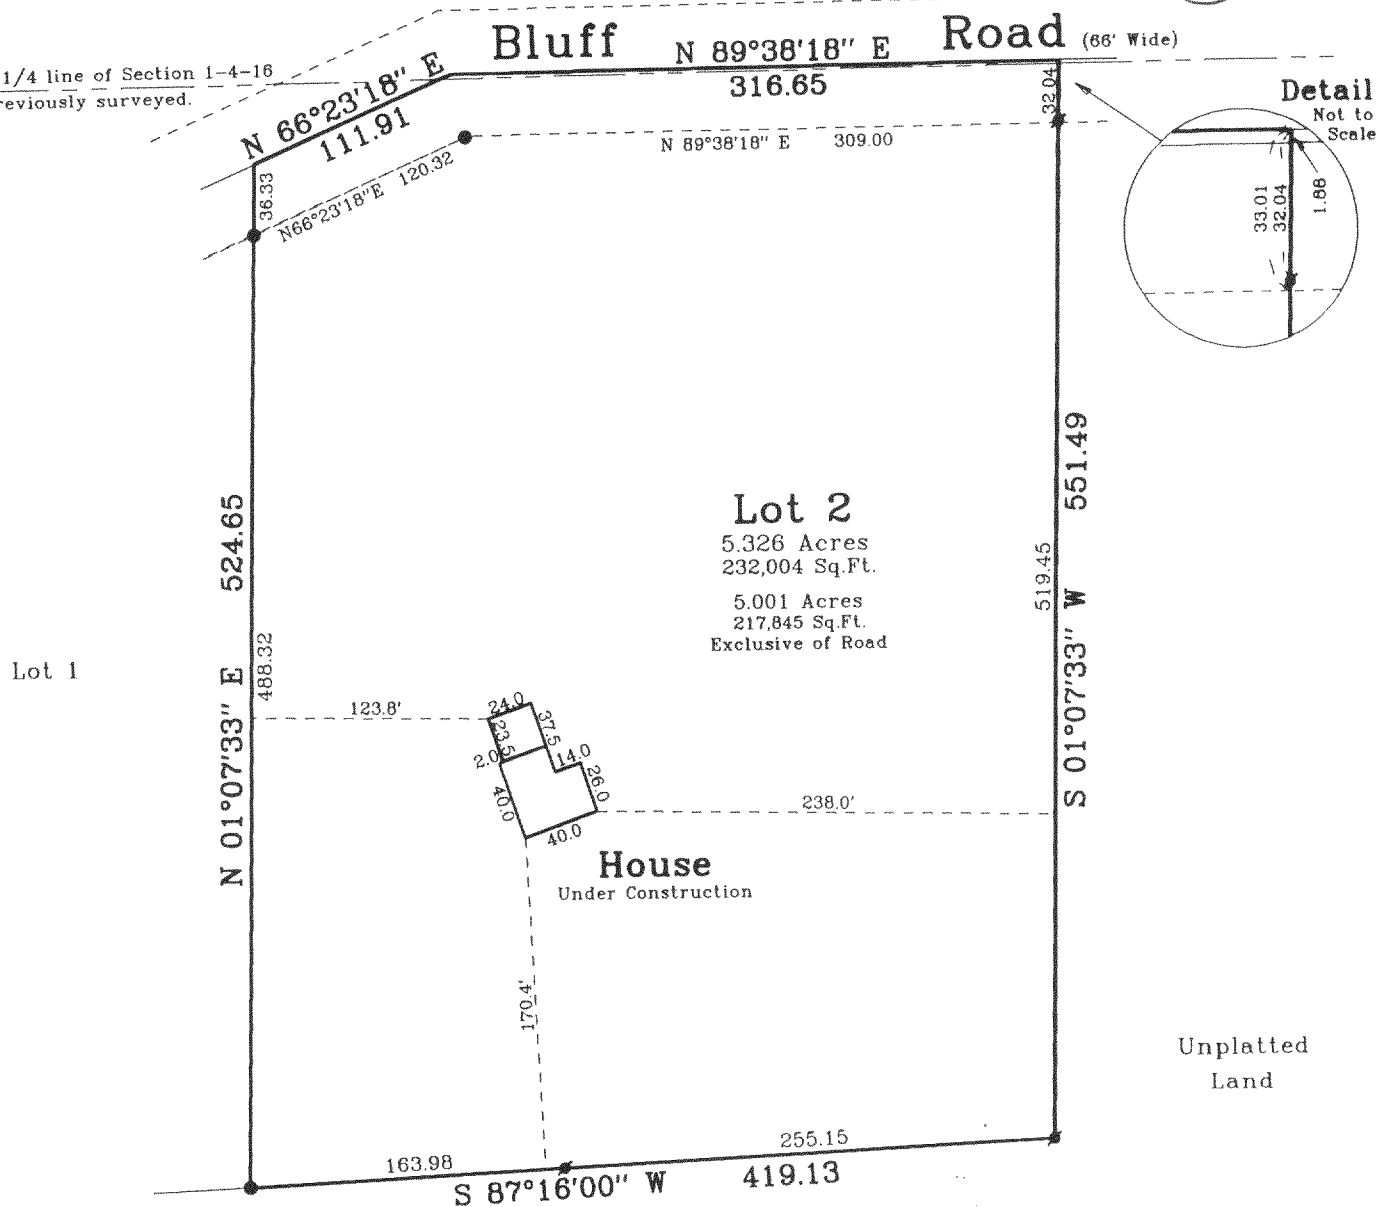 Bluff N 89°38'18" E Road (66' Wide)
316.65
1/4 line of Section 1-4-16
reviously surveyed.
N 66°23'18" E
111.91
32.04
Detail
Not to
Scale
33.01
32.04
1.88
N 89°38'18" E 309.00
N66°23'18"E 120.32
36.33
N 01°07'33" E 524.65
488.32
S 01°07'33" W 551.49
519.45
Lot 2
5.326 Acres
232,004 Sq.Ft.
5.001 Acres
217,845 Sq.Ft.
Exclusive of Road
Lot 1
123.8'
24.0
37.5
23.5
2.0
14.0
26.0
40.0
40.0
238.0'
House
Under Construction
170.4'
Unplatted
Land
163.98
255.15
S 87°16'00" W 419.13